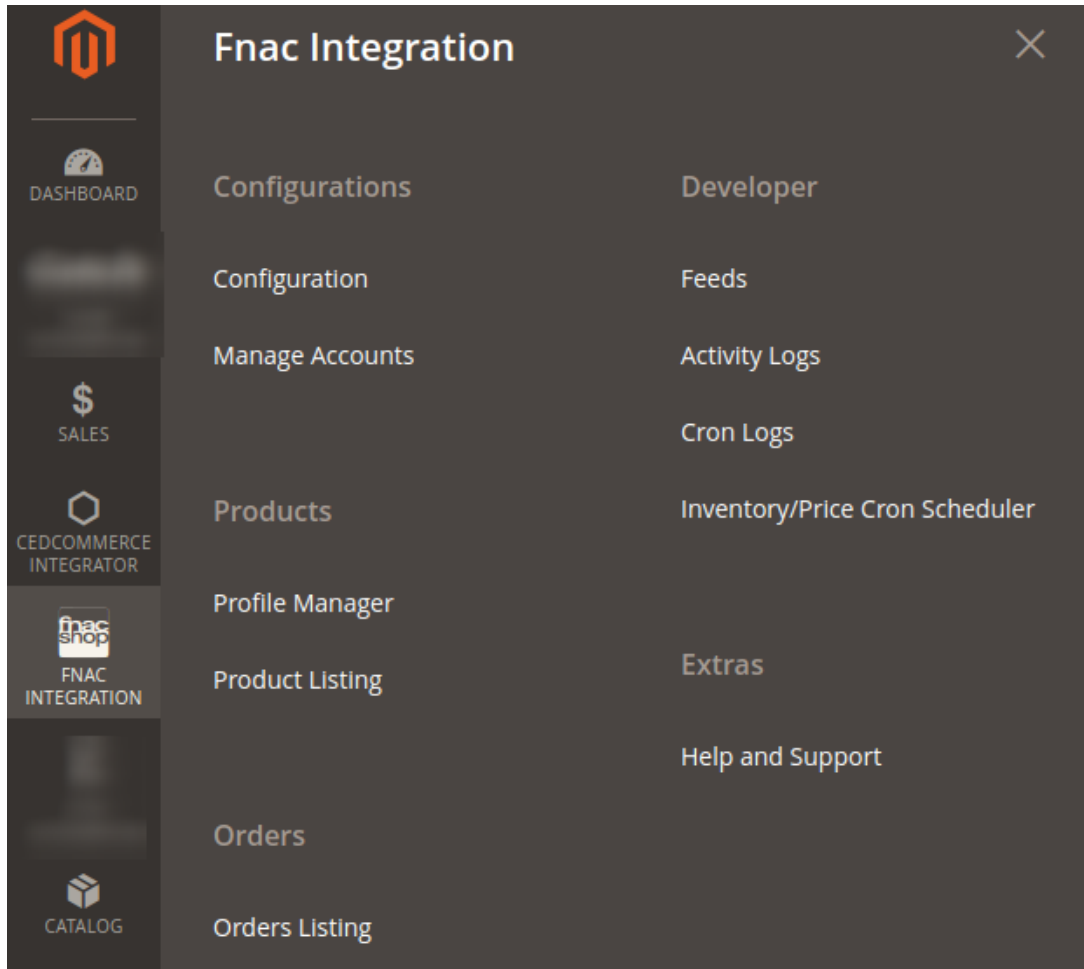 Fnac Integration
DASHBOARD
SALES
CEDCOMMERCE
INTEGRATOR
fnac
shop
FNAC
INTEGRATION
CATALOG
Configurations
Configuration
Manage Accounts
Products
Profile Manager
Product Listing
Orders
Orders Listing
Developer
Feeds
Activity Logs
Cron Logs
Inventory/Price Cron Scheduler
Extras
Help and Support